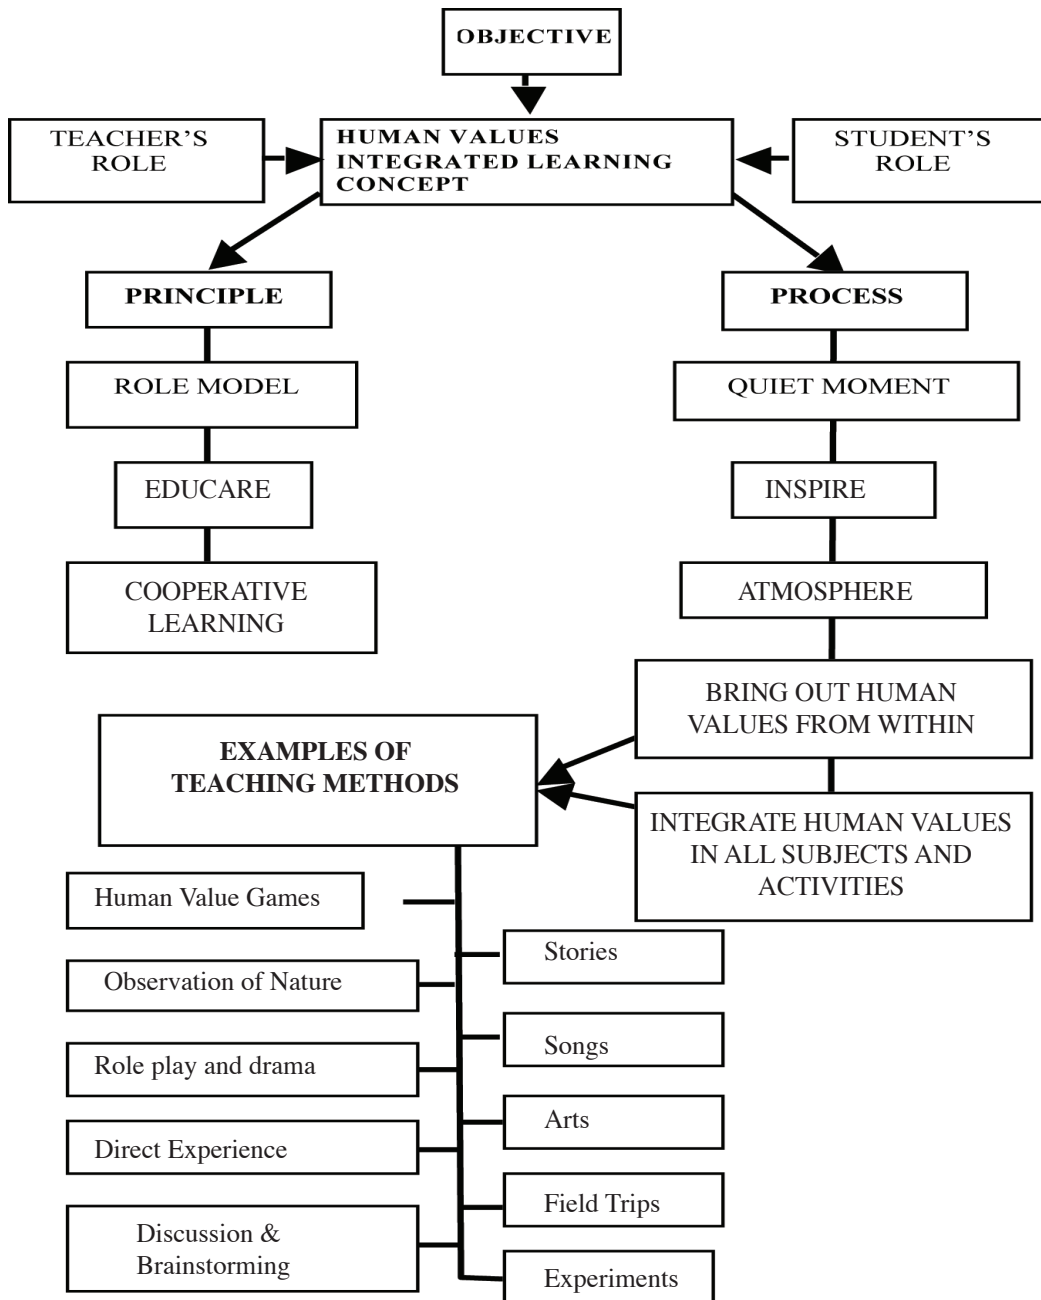 OBJECTIVE
TEACHER’S
ROLE
HUMAN VALUES
INTEGRATED LEARNING
CONCEPT
STUDENT’S
ROLE
PRINCIPLE
PROCESS
ROLE MODEL
QUIET MOMENT
EDUCARE
INSPIRE
COOPERATIVE
LEARNING
ATMOSPHERE
BRING OUT HUMAN
VALUES FROM WITHIN
EXAMPLES OF
TEACHING METHODS
INTEGRATE HUMAN VALUES
IN ALL SUBJECTS AND
ACTIVITIES
Human Value Games
Stories
Observation of Nature
Songs
Role play and drama
Arts
Direct Experience
Field Trips
Discussion &
Brainstorming
Experiments